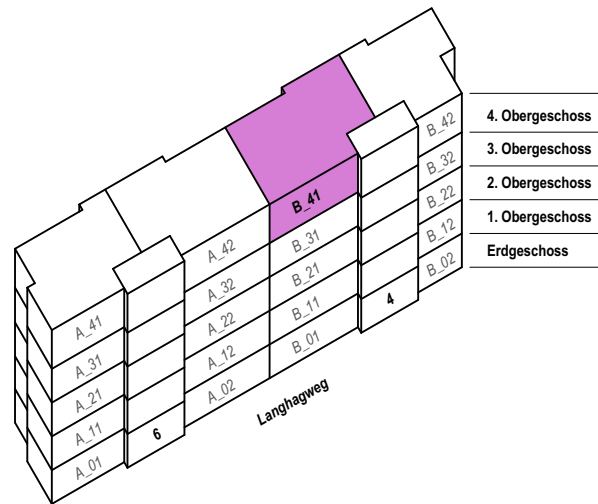 4. Obergeschoss
3. Obergeschoss
2. Obergeschoss
1. Obergeschoss
Erdgeschoss
B_42
B_32
B_22
B_12
B_02
B_41
B_31
B_21
B_11
B_01
4
A_42
A_32
A_22
A_12
A_02
A_41
A_31
A_21
A_11
A_01
6
Langhagweg